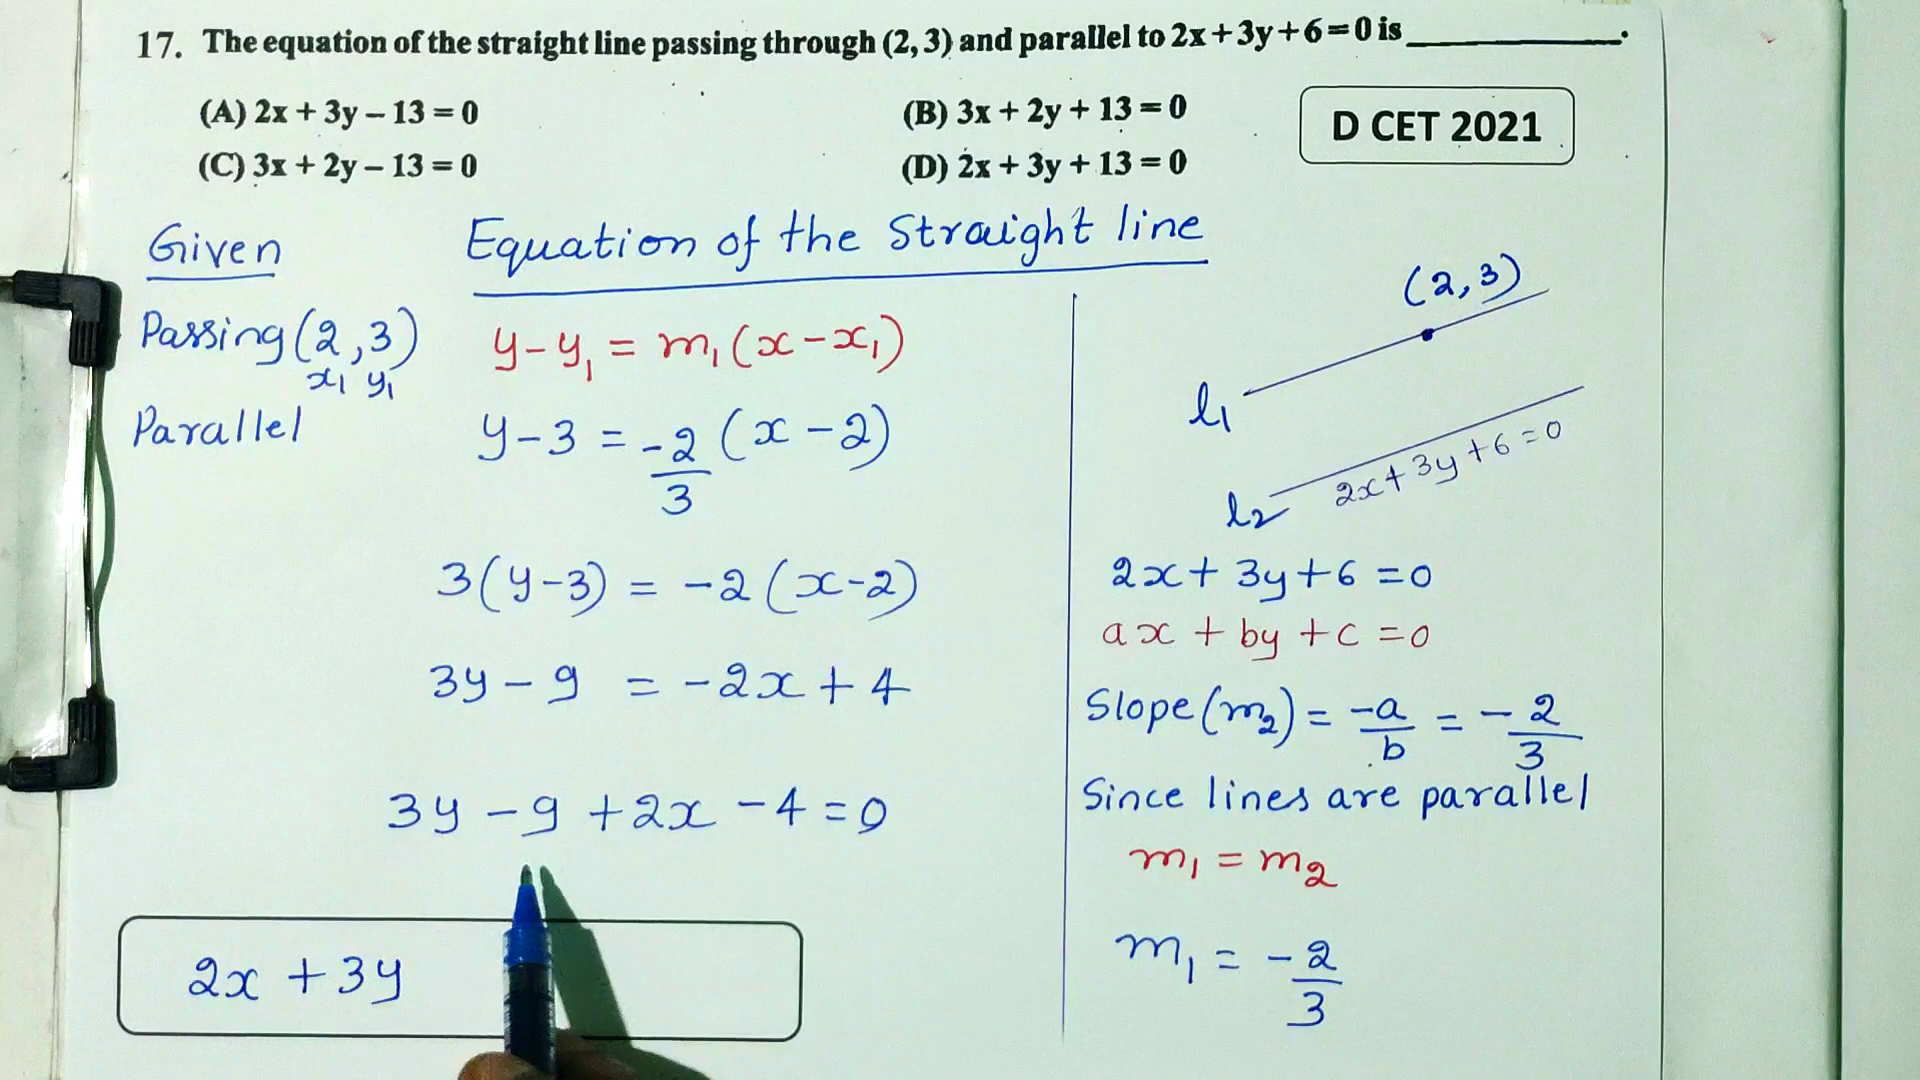 17. The equation of the straight line passing through (2, 3) and parallel to 2x + 3y + 6 = 0 is ____________.
(A) 2x + 3y – 13 = 0
(B) 3x + 2y + 13 = 0
(C) 3x + 2y – 13 = 0
(D) 2x + 3y + 13 = 0
D CET 2021
Given
Passing (2, 3)
x₁ y₁
Parallel
Equation of the Straight line
y - y₁ = m₁ (x - x₁)
y - 3 = -2/3 (x - 2)
3(y - 3) = -2 (x - 2)
3y - 9 = -2x + 4
3y - 9 + 2x - 4 = 0
2x + 3y
(2, 3)
l₁
l₂
2x + 3y + 6 = 0
2x + 3y + 6 = 0
ax + by + c = 0
Slope (m₂) = -a/b = -2/3
Since lines are parallel
m₁ = m₂
m₁ = -2/3